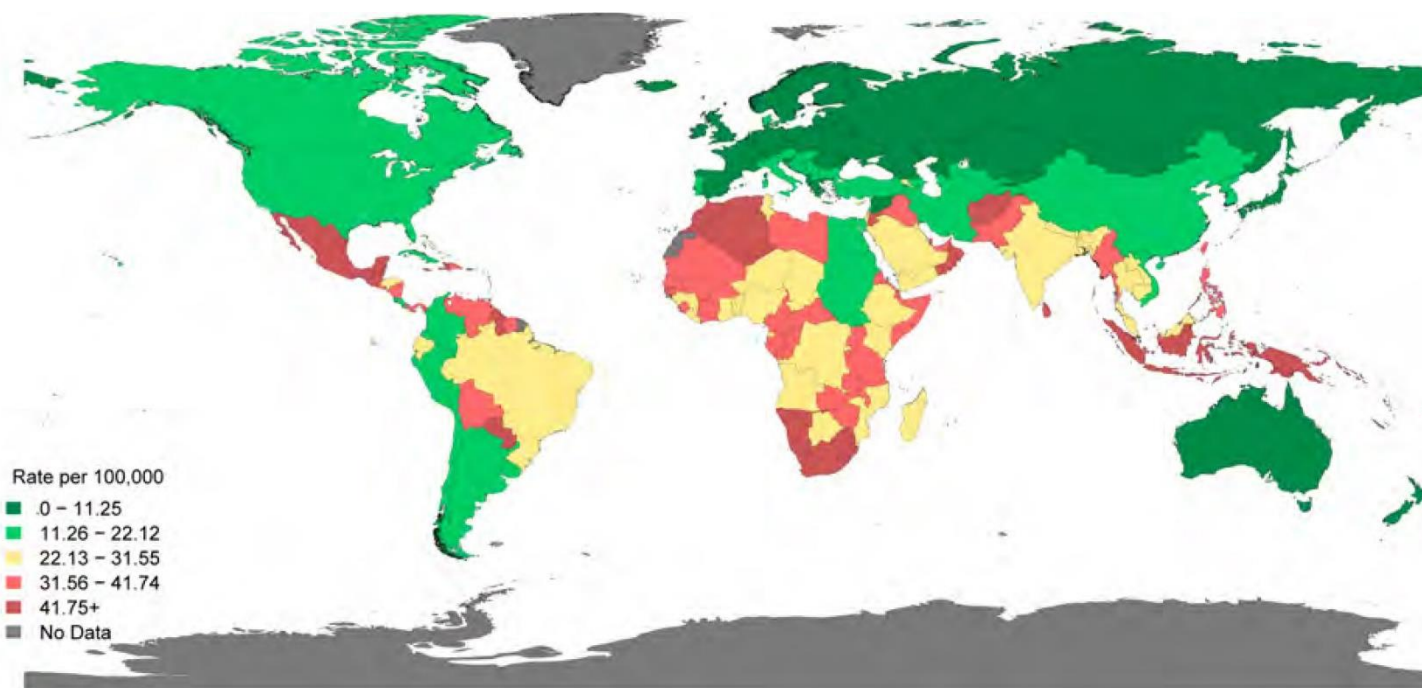 Rate per 100,000
.0 – 11.25
11.26 – 22.12
22.13 – 31.55
31.56 – 41.74
41.75+
No Data